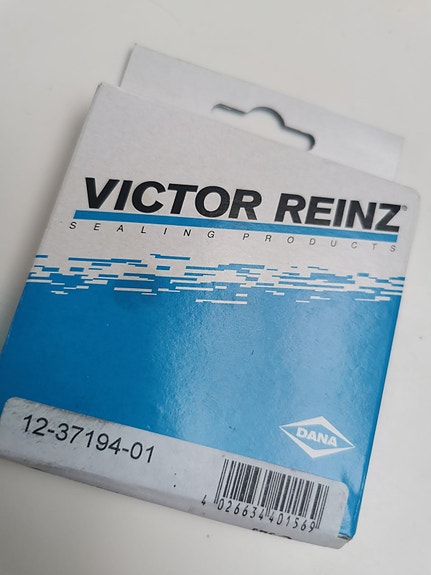 VICTOR REINZ®
SEALING PRODUCTS
DANA
12-37194-01
4 026634 401569